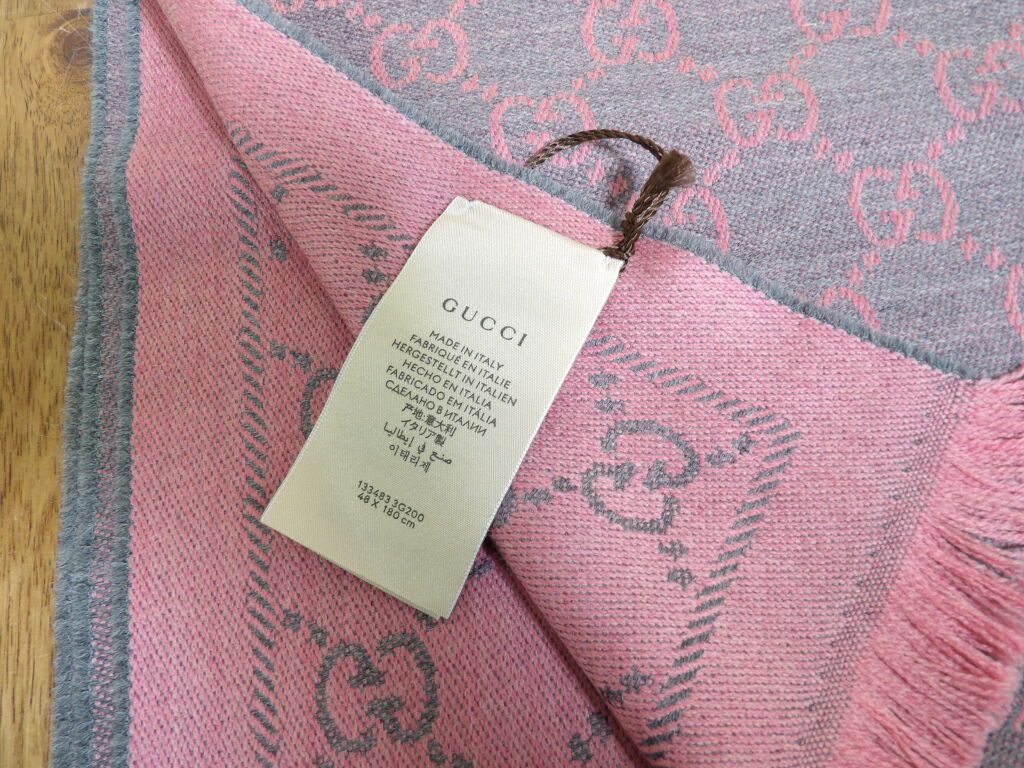 GUCCI
MADE IN ITALY
FABRIQUÉ EN ITALIE
HERGESTELLT IN ITALIEN
HECHO EN ITALIA
FABRICADO EM ITÁLIA
СДЕЛАНО В ИТАЛИИ
产地:意大利
イタリア製
صنع في إيطاليا
이태리제
133483 3G200
48 X 180 cm